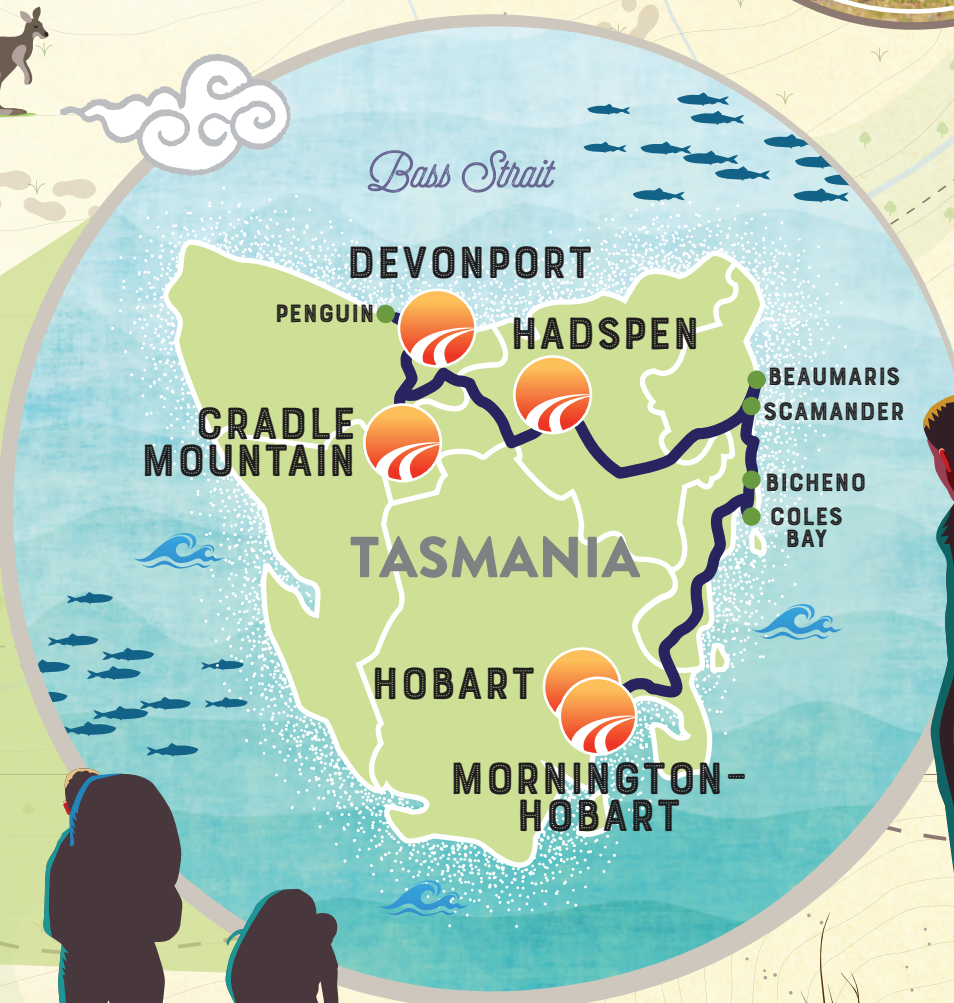 Bass Strait
DEVONPORT
PENGUIN
HADSPEN
BEAUMARIS
SCAMANDER
CRADLE
MOUNTAIN
BICHENO
COLES
BAY
TASMANIA
HOBART
MORNINGTON–
HOBART